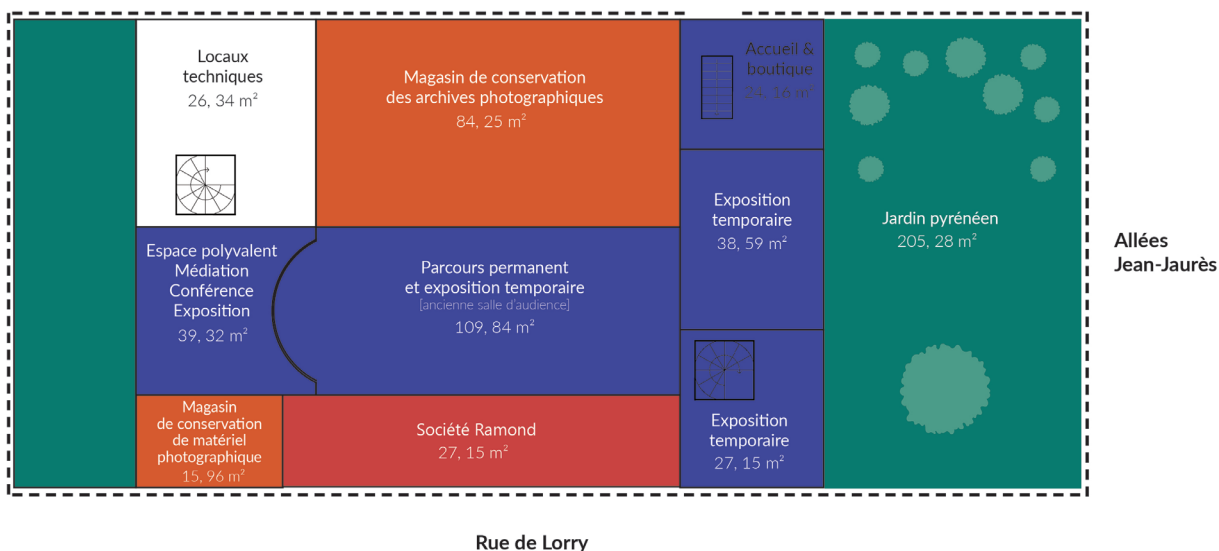 Locaux
techniques
26, 34 m²
Magasin de conservation
des archives photographiques
84, 25 m²
Accueil &
boutique
24, 16 m²
Espace polyvalent
Médiation
Conférence
Exposition
39, 32 m²
Parcours permanent
et exposition temporaire
[ancienne salle d'audience]
109, 84 m²
Exposition
temporaire
38, 59 m²
Jardin pyrénéen
205, 28 m²
Allées
Jean-Jaurès
Magasin
de conservation
de matériel
photographique
15, 96 m²
Société Ramond
27, 15 m²
Exposition
temporaire
27, 15 m²
Rue de Lorry